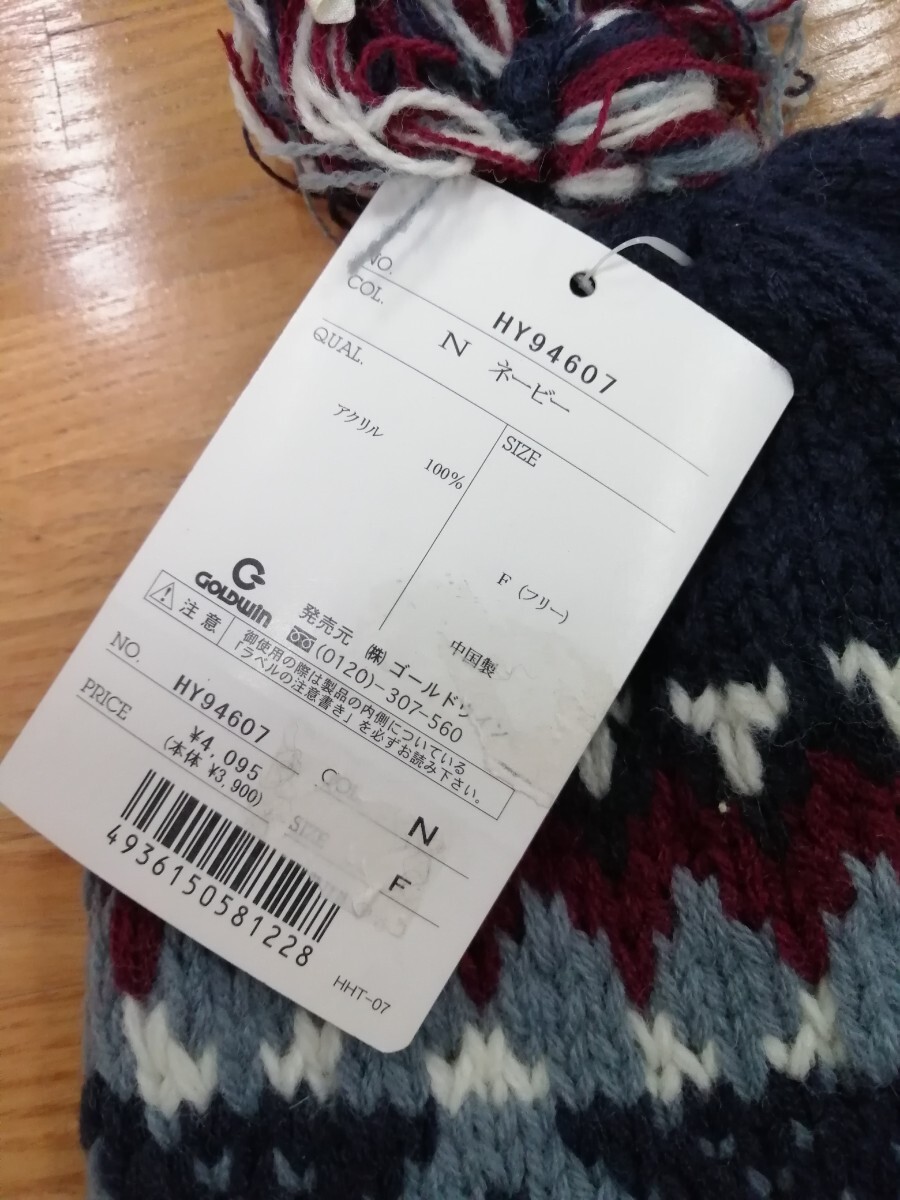 NO. HY94607
COL. N ネービー
QUAL.
アクリル
100%
SIZE
F (フリー)
GOLDWIN
発売元 ㈱ ゴールドウ
(0120)-307-560
中国製
注意
御使用の際は製品の内側についている
「ラベルの注意書き」を必ずお読み下さい。
NO. HY94607
COL N
PRICE ¥4,095
(本体 ¥3,900)
SIZE F
4936150581228
HHT-07